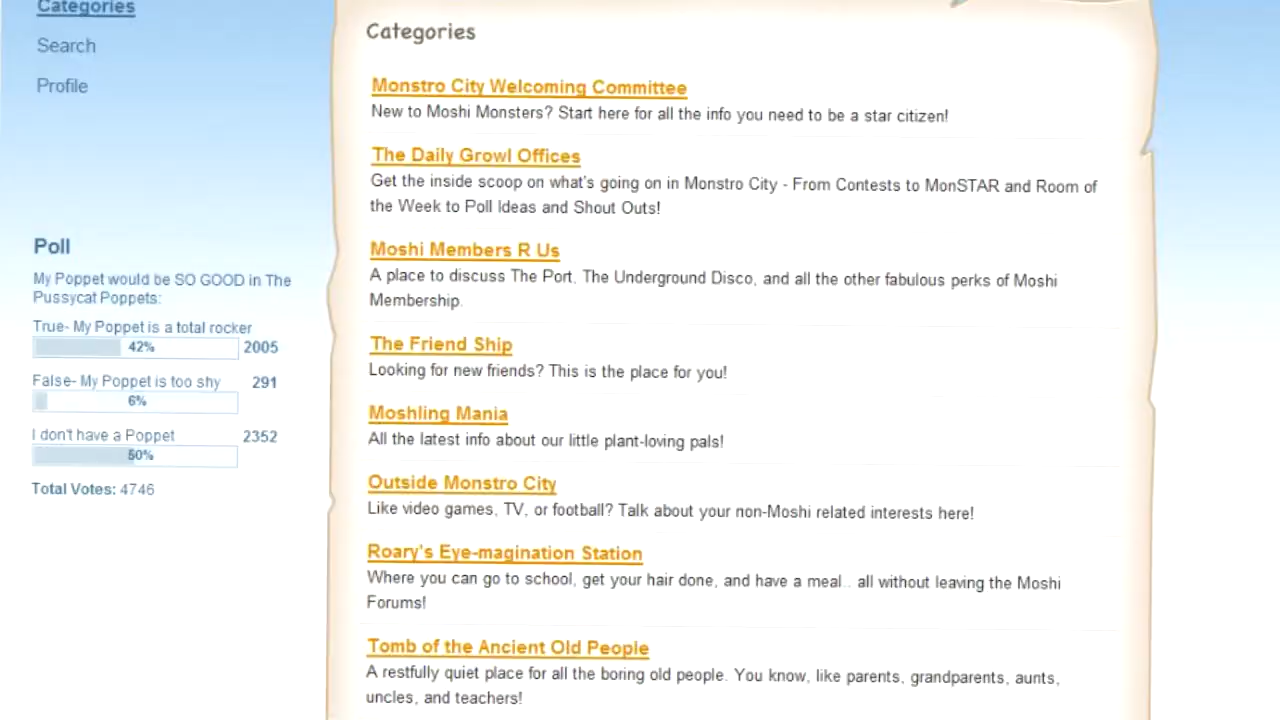 Categories
Search
Profile
Poll
My Poppet would be SO GOOD in The
Pussycat Poppets:
True- My Poppet is a total rocker
42% 2005
False- My Poppet is too shy 291
6%
I don't have a Poppet 2352
50%
Total Votes: 4746
Categories
Monstro City Welcoming Committee
New to Moshi Monsters? Start here for all the info you need to be a star citizen!
The Daily Growl Offices
Get the inside scoop on what's going on in Monstro City - From Contests to MonSTAR and Room of
the Week to Poll Ideas and Shout Outs!
Moshi Members R Us
A place to discuss The Port, The Underground Disco, and all the other fabulous perks of Moshi
Membership.
The Friend Ship
Looking for new friends? This is the place for you!
Moshling Mania
All the latest info about our little plant-loving pals!
Outside Monstro City
Like video games, TV, or football? Talk about your non-Moshi related interests here!
Roary's Eye-magination Station
Where you can go to school, get your hair done, and have a meal.. all without leaving the Moshi
Forums!
Tomb of the Ancient Old People
A restfully quiet place for all the boring old people. You know, like parents, grandparents, aunts,
uncles, and teachers!